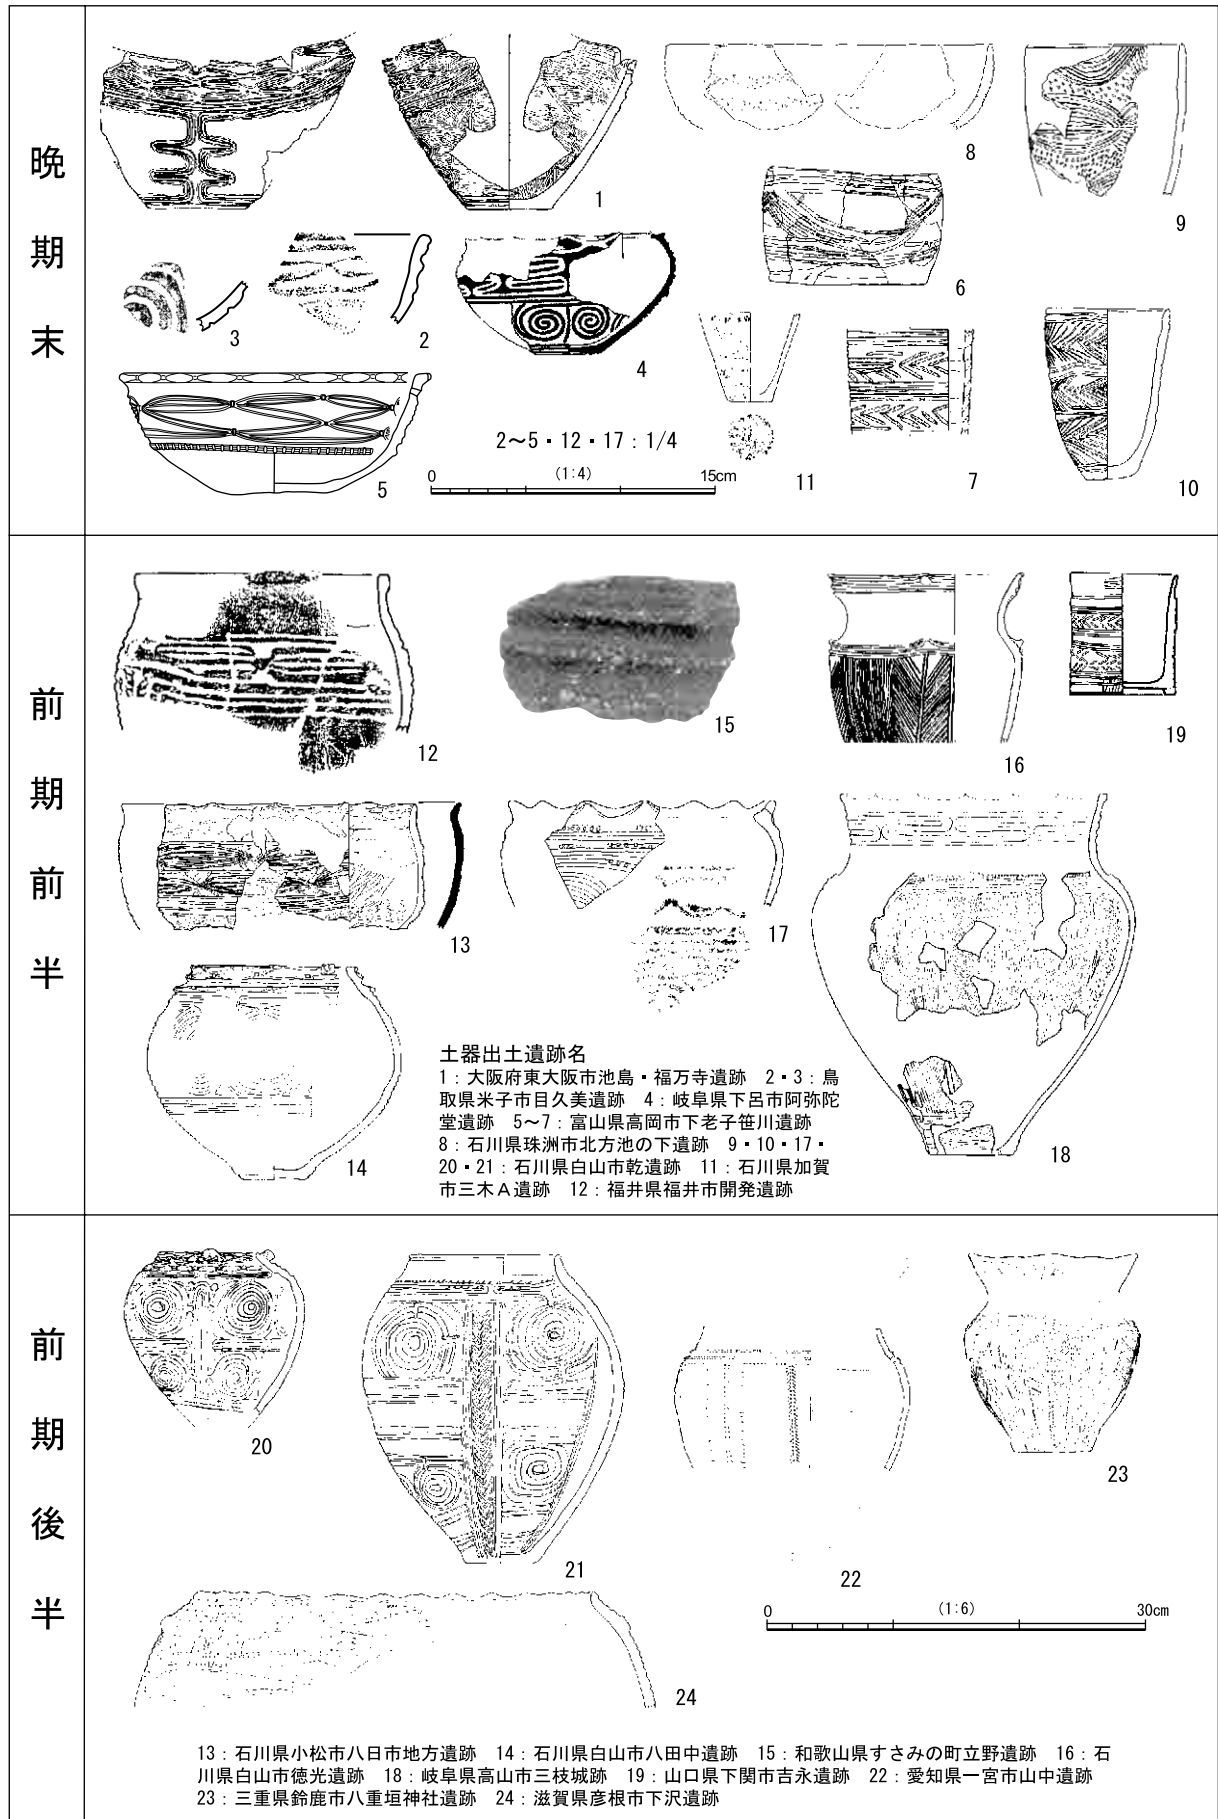 晩期末
1
8
9
6
3
2
4
5
2～5・12・17：1/4
0 (1:4) 15cm
11
7
10
前期前半
12
15
16
19
13
17
14
18
土器出土遺跡名
1：大阪府東大阪市池島・福万寺遺跡 2・3：鳥
取県米子市目久美遺跡 4：岐阜県下呂市阿弥陀
堂遺跡 5～7：富山県高岡市下老子笹川遺跡
8：石川県珠洲市北方池の下遺跡 9・10・17・
20・21：石川県白山市乾遺跡 11：石川県加賀
市三木Ａ遺跡 12：福井県福井市開発遺跡
前期後半
20
21
22
23
0 (1:6) 30cm
24
13：石川県小松市八日市地方遺跡 14：石川県白山市八田中遺跡 15：和歌山県すさみの町立野遺跡 16：石
川県白山市徳光遺跡 18：岐阜県高山市三枝城跡 19：山口県下関市吉永遺跡 22：愛知県一宮市山中遺跡
23：三重県鈴鹿市八重垣神社遺跡 24：滋賀県彦根市下沢遺跡